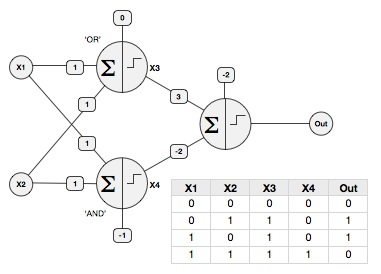 0
'OR'
X1
1
Σ
X3
-2
1
3
Σ
Out
1
-2
X2
1
Σ
X4
'AND'
-1
X1 X2 X3 X4 Out
0 0 0 0 0
0 1 1 0 1
1 0 1 0 1
1 1 1 1 0